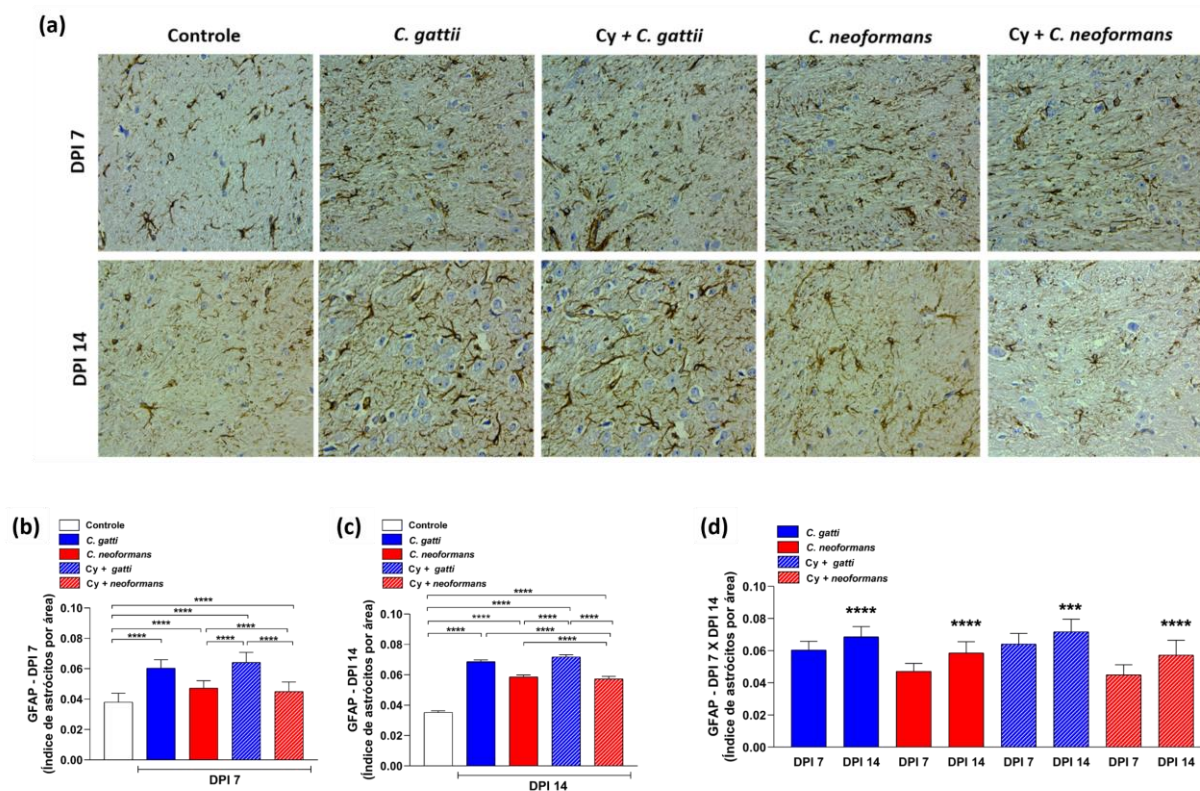 (a)
Controle
C. gattii
Cy + C. gattii
C. neoformans
Cy + C. neoformans
DPI 7
DPI 14
(b)
Controle
C. gatti
C. neoformans
Cy + gatti
Cy + neoformans
GFAP - DPI 7
(Índice de astrócitos por área)
0.10
0.08
0.06
0.04
0.02
0.00
****
****
****
****
****
****
****
DPI 7
(c)
Controle
C. gatti
C. neoformans
Cy + gatti
Cy + neoformans
GFAP - DPI 14
(Índice de astrócitos por área)
0.10
0.08
0.06
0.04
0.02
0.00
****
****
****
****
****
****
****
****
DPI 14
(d)
C. gatti
C. neoformans
Cy + gatti
Cy + neoformans
GFAP - DPI 7 X DPI 14
(Índice de astrócitos por área)
0.10
0.08
0.06
0.04
0.02
0.00
****
****
***
****
DPI 7 DPI 14 DPI 7 DPI 14 DPI 7 DPI 14 DPI 7 DPI 14